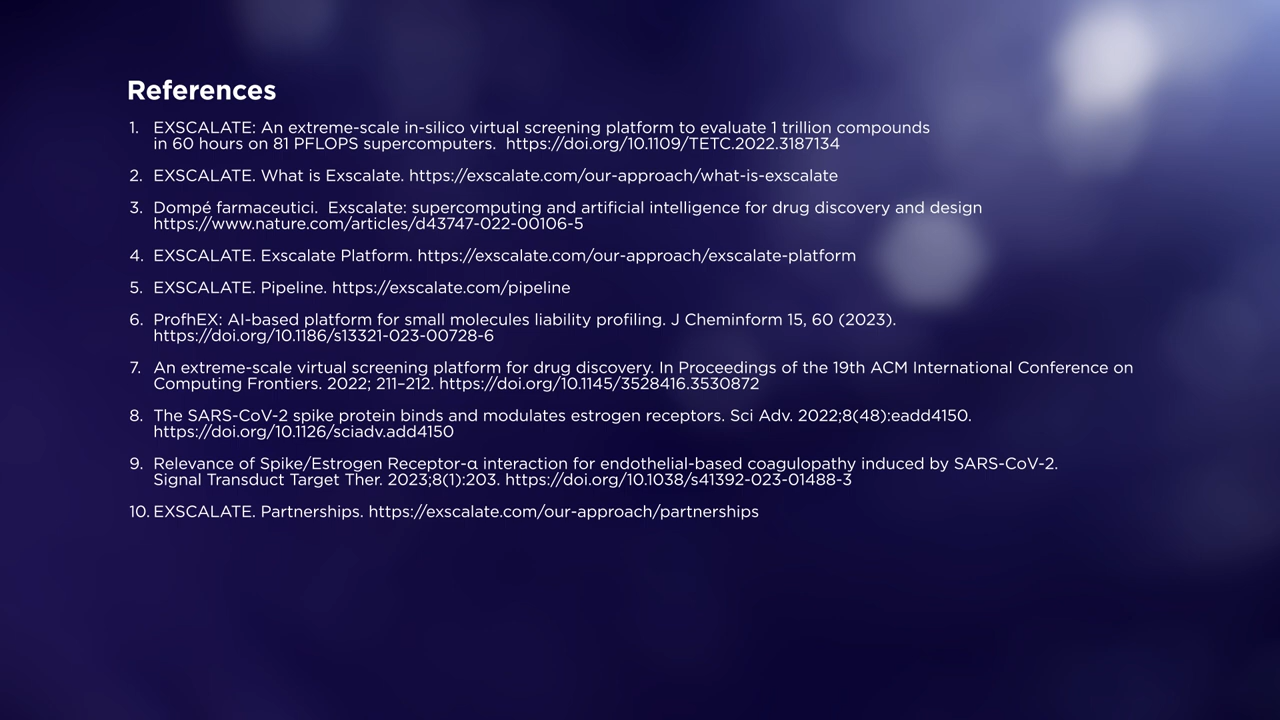 References
1. EXSCALATE: An extreme-scale in-silico virtual screening platform to evaluate 1 trillion compounds
in 60 hours on 81 PFLOPS supercomputers.  https://doi.org/10.1109/TETC.2022.3187134
2. EXSCALATE. What is Exscalate. https://exscalate.com/our-approach/what-is-exscalate
3. Dompé farmaceutici.  Exscalate: supercomputing and artificial intelligence for drug discovery and design
https://www.nature.com/articles/d43747-022-00106-5
4. EXSCALATE. Exscalate Platform. https://exscalate.com/our-approach/exscalate-platform
5. EXSCALATE. Pipeline. https://exscalate.com/pipeline
6. ProfhEX: AI-based platform for small molecules liability profiling. J Cheminform 15, 60 (2023).
https://doi.org/10.1186/s13321-023-00728-6
7. An extreme-scale virtual screening platform for drug discovery. In Proceedings of the 19th ACM International Conference on
Computing Frontiers. 2022; 211–212. https://doi.org/10.1145/3528416.3530872
8. The SARS-CoV-2 spike protein binds and modulates estrogen receptors. Sci Adv. 2022;8(48):eadd4150.
https://doi.org/10.1126/sciadv.add4150
9. Relevance of Spike/Estrogen Receptor-α interaction for endothelial-based coagulopathy induced by SARS-CoV-2.
Signal Transduct Target Ther. 2023;8(1):203. https://doi.org/10.1038/s41392-023-01488-3
10. EXSCALATE. Partnerships. https://exscalate.com/our-approach/partnerships